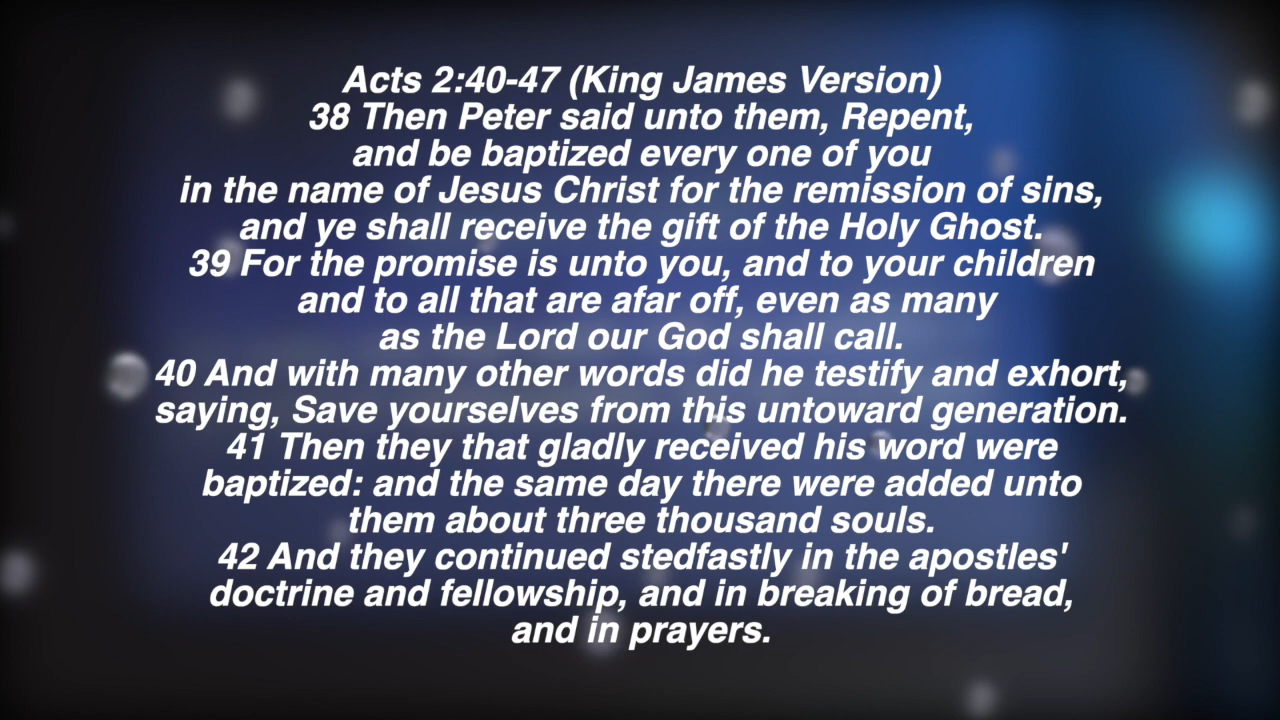 Acts 2:40-47 (King James Version)
38 Then Peter said unto them, Repent,
and be baptized every one of you
in the name of Jesus Christ for the remission of sins,
and ye shall receive the gift of the Holy Ghost.
39 For the promise is unto you, and to your children
and to all that are afar off, even as many
as the Lord our God shall call.
40 And with many other words did he testify and exhort,
saying, Save yourselves from this untoward generation.
41 Then they that gladly received his word were
baptized: and the same day there were added unto
them about three thousand souls.
42 And they continued stedfastly in the apostles'
doctrine and fellowship, and in breaking of bread,
and in prayers.